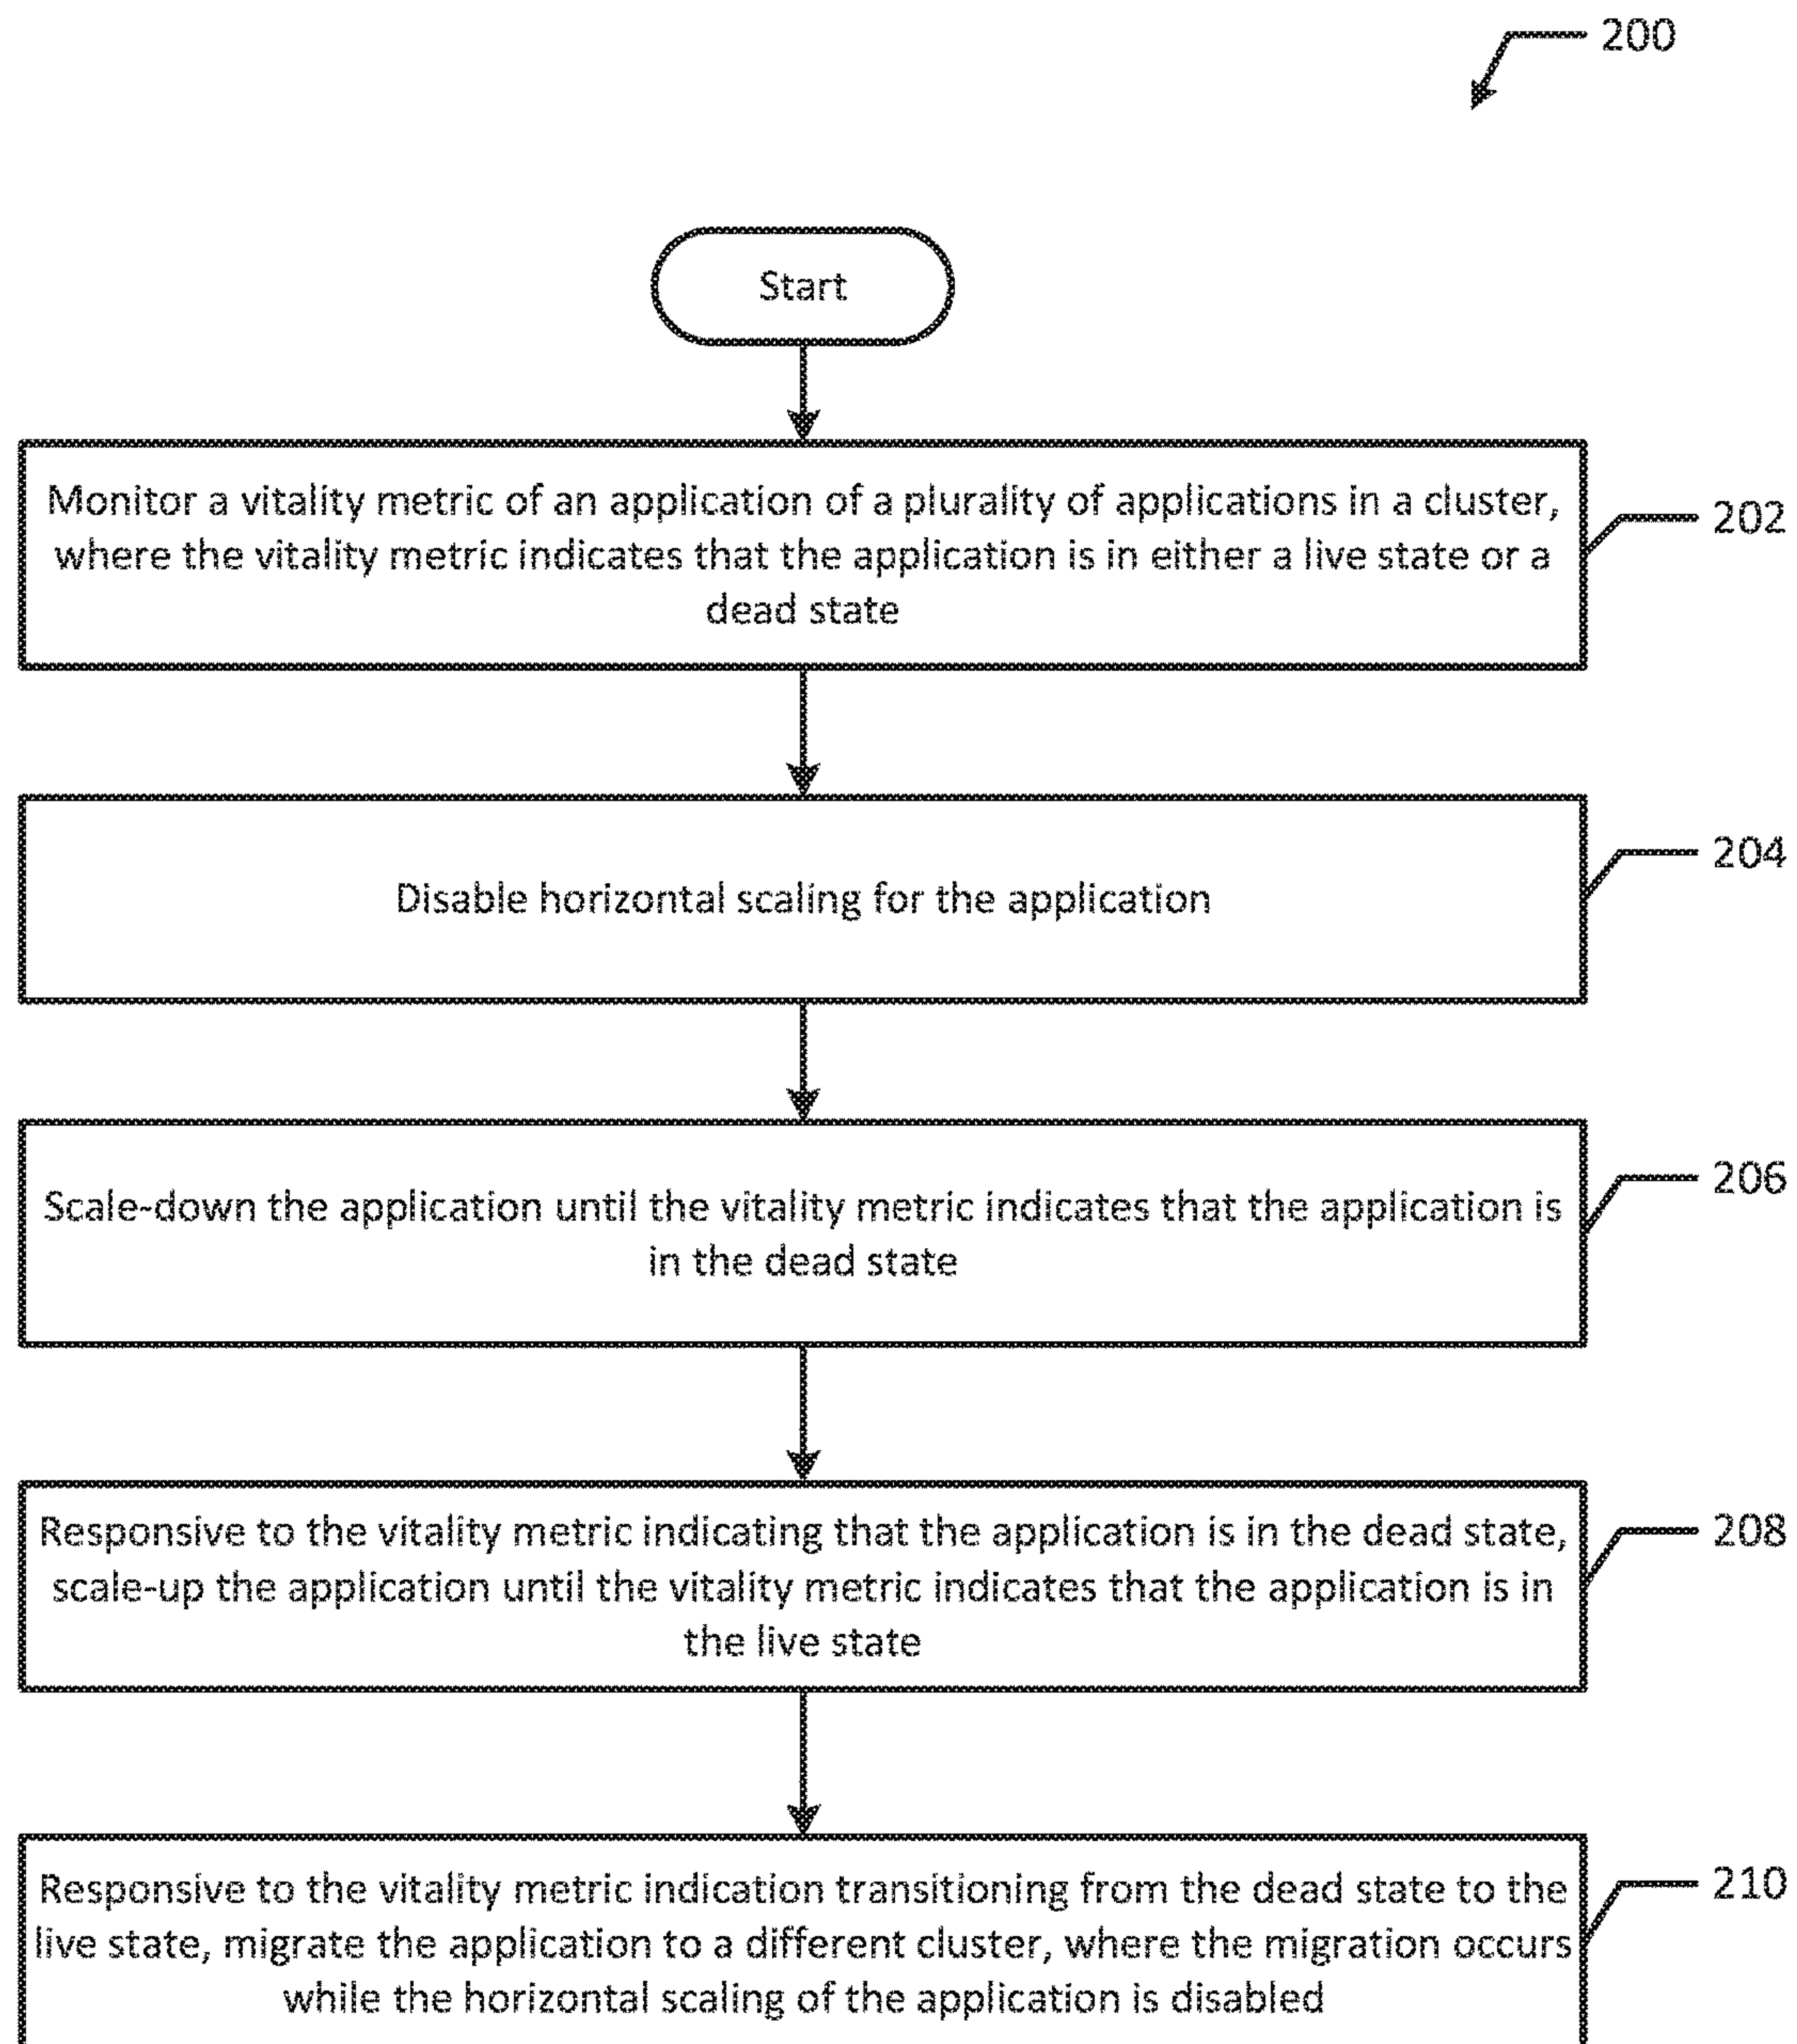 200
Start
Monitor a vitality metric of an application of a plurality of applications in a cluster,
where the vitality metric indicates that the application is in either a live state or a
dead state
202
Disable horizontal scaling for the application
204
Scale-down the application until the vitality metric indicates that the application is
in the dead state
206
Responsive to the vitality metric indicating that the application is in the dead state,
scale-up the application until the vitality metric indicates that the application is in
the live state
208
Responsive to the vitality metric indication transitioning from the dead state to the
live state, migrate the application to a different cluster, where the migration occurs
while the horizontal scaling of the application is disabled
210